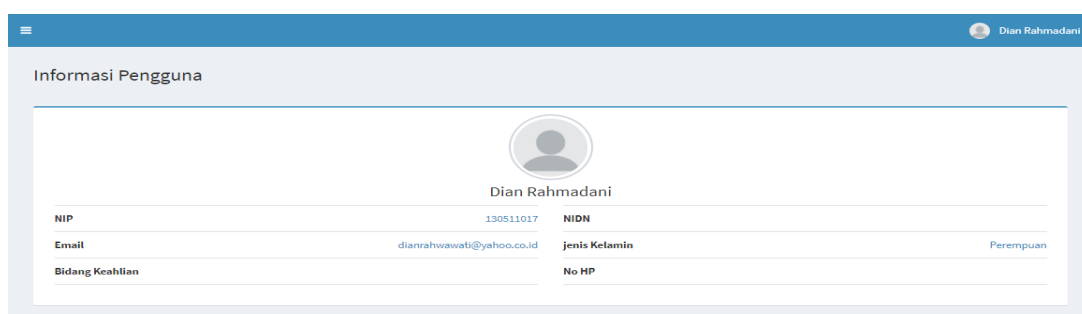 Dian Rahmadani
Informasi Pengguna
Dian Rahmadani
NIP 130511017 NIDN
Email dianrahwawati@yahoo.co.id jenis Kelamin Perempuan
Bidang Keahlian No HP